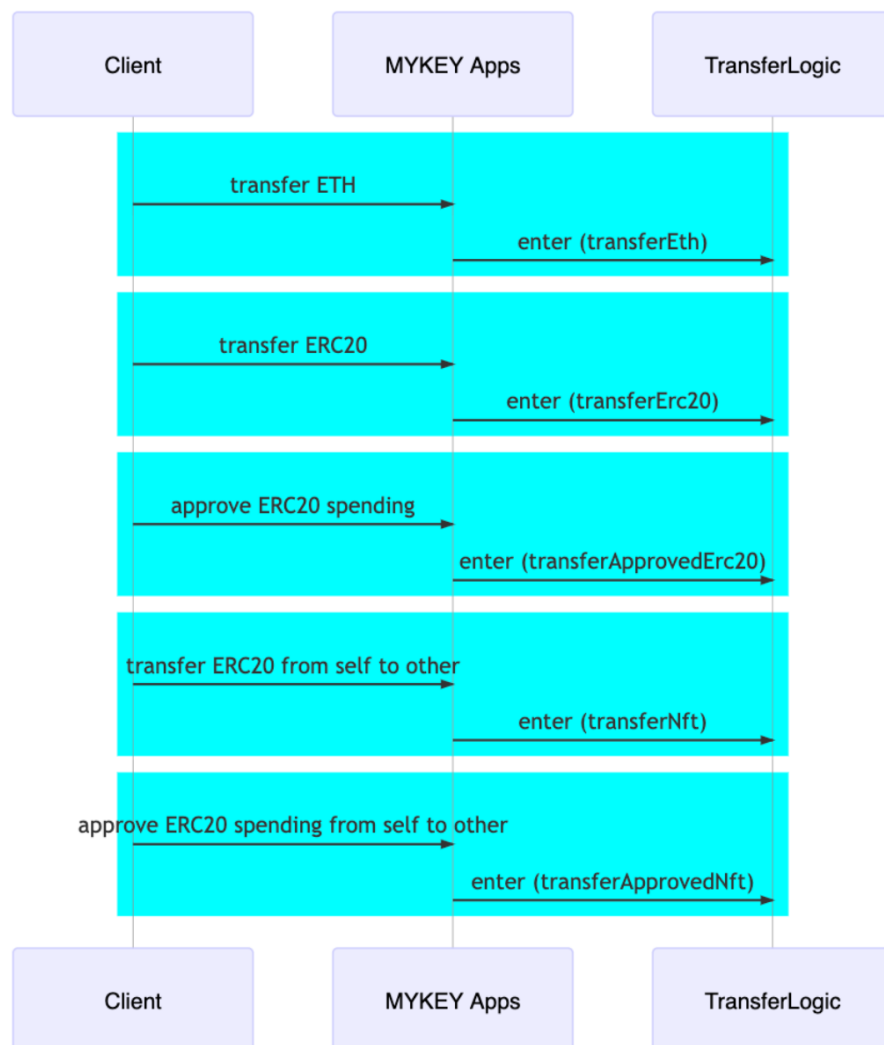 Client
MYKEY Apps
TransferLogic
transfer ETH
enter (transferEth)
transfer ERC20
enter (transferErc20)
approve ERC20 spending
enter (transferApprovedErc20)
transfer ERC20 from self to other
enter (transferNft)
approve ERC20 spending from self to other
enter (transferApprovedNft)
Client
MYKEY Apps
TransferLogic